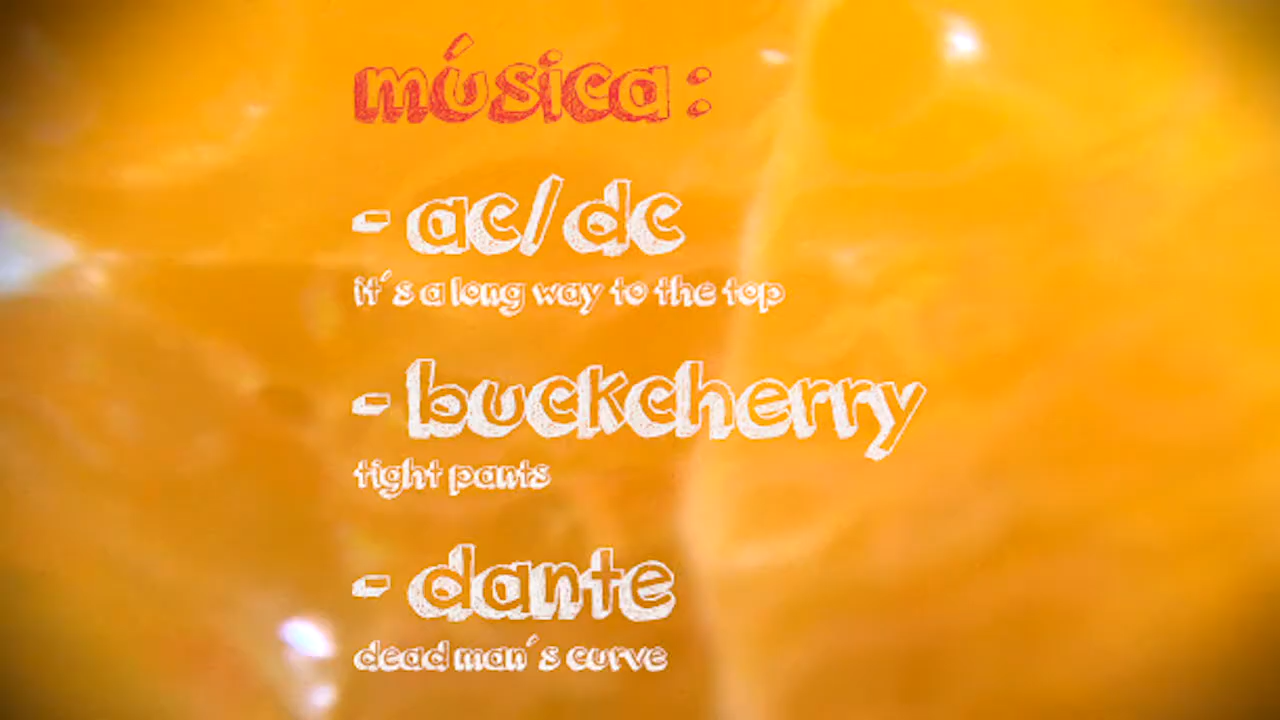 música:
- ac/dc
it´s a long way to the top
- buckcherry
tight pants
- dante
dead man´s curve